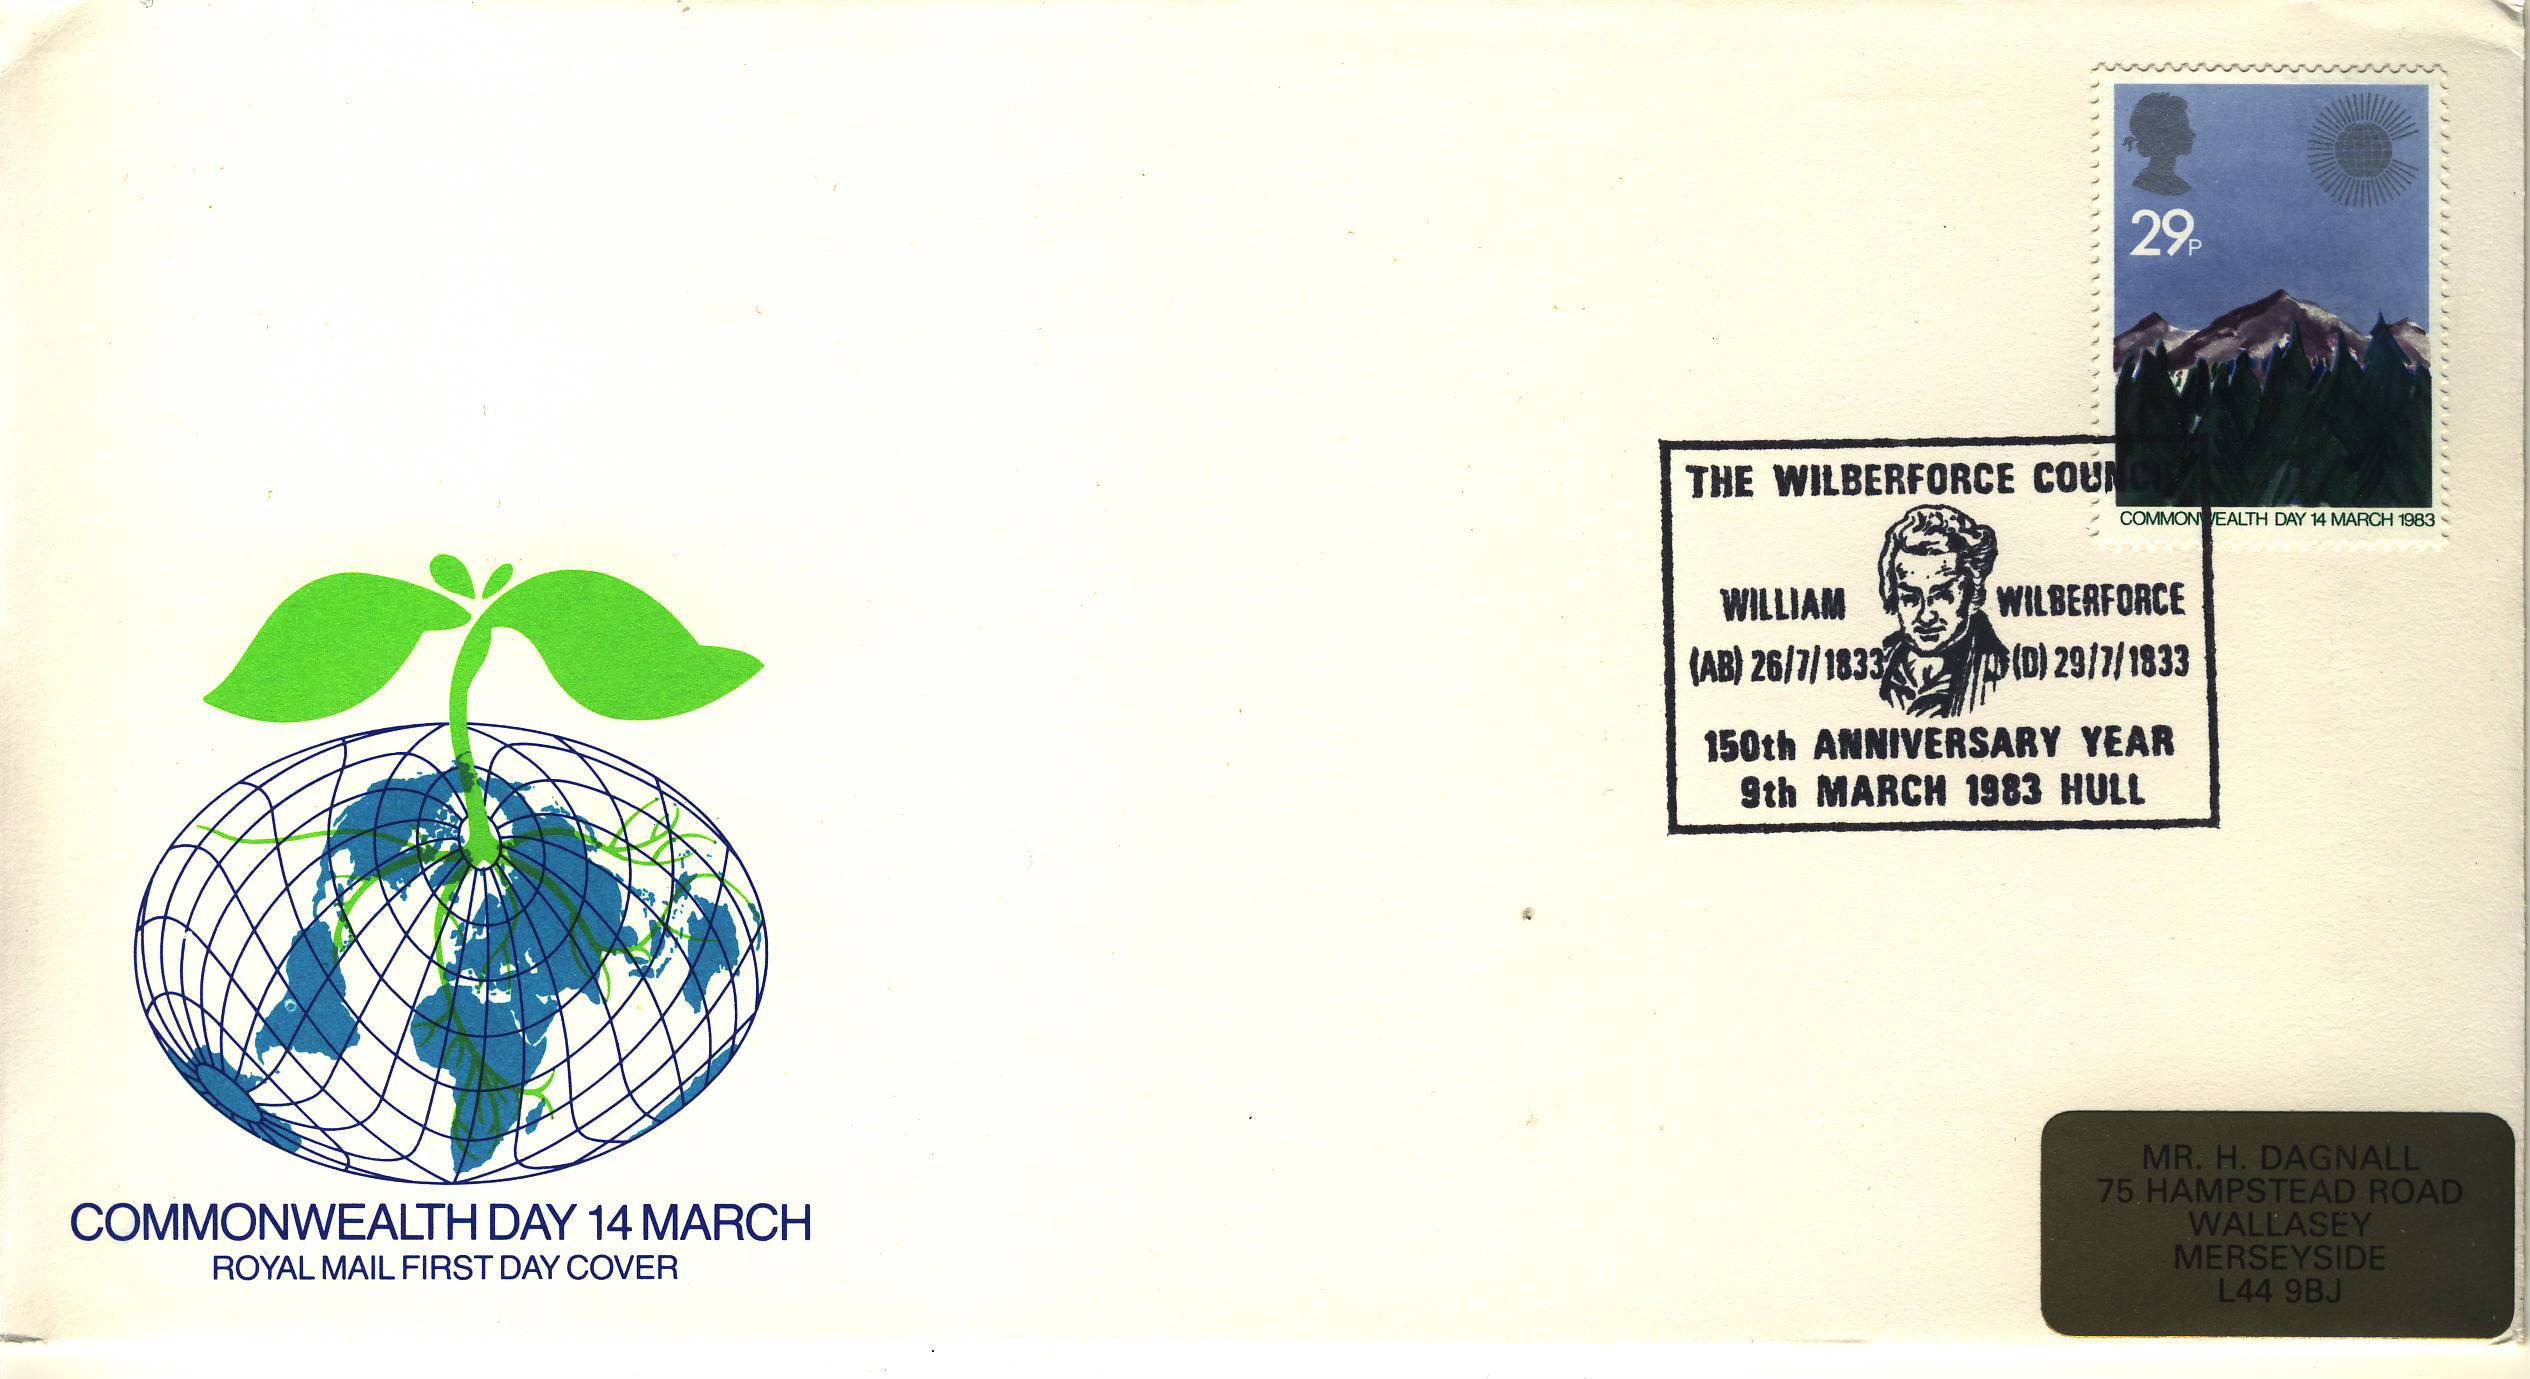 29P
COMMONWEALTH DAY 14 MARCH 1983
THE WILBERFORCE COUNCIL
WILLIAM WILBERFORCE
(AB) 26/7/1833 (D) 29/7/1833
150th ANNIVERSARY YEAR
9th MARCH 1983 HULL
COMMONWEALTH DAY 14 MARCH
ROYAL MAIL FIRST DAY COVER
MR. H. DAGNALL
75 HAMPSTEAD ROAD
WALLASEY
MERSEYSIDE
L44 9BJ